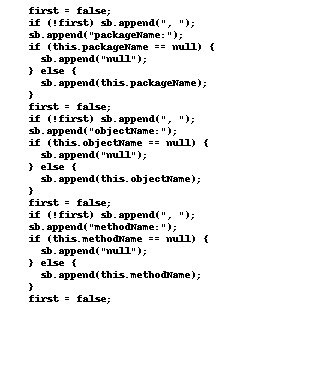 first = false;
if (!first) sb.append(", ");
sb.append("packageName:");
if (this.packageName == null) {
  sb.append("null");
} else {
  sb.append(this.packageName);
}
first = false;
if (!first) sb.append(", ");
sb.append("objectName:");
if (this.objectName == null) {
  sb.append("null");
} else {
  sb.append(this.objectName);
}
first = false;
if (!first) sb.append(", ");
sb.append("methodName:");
if (this.methodName == null) {
  sb.append("null");
} else {
  sb.append(this.methodName);
}
first = false;